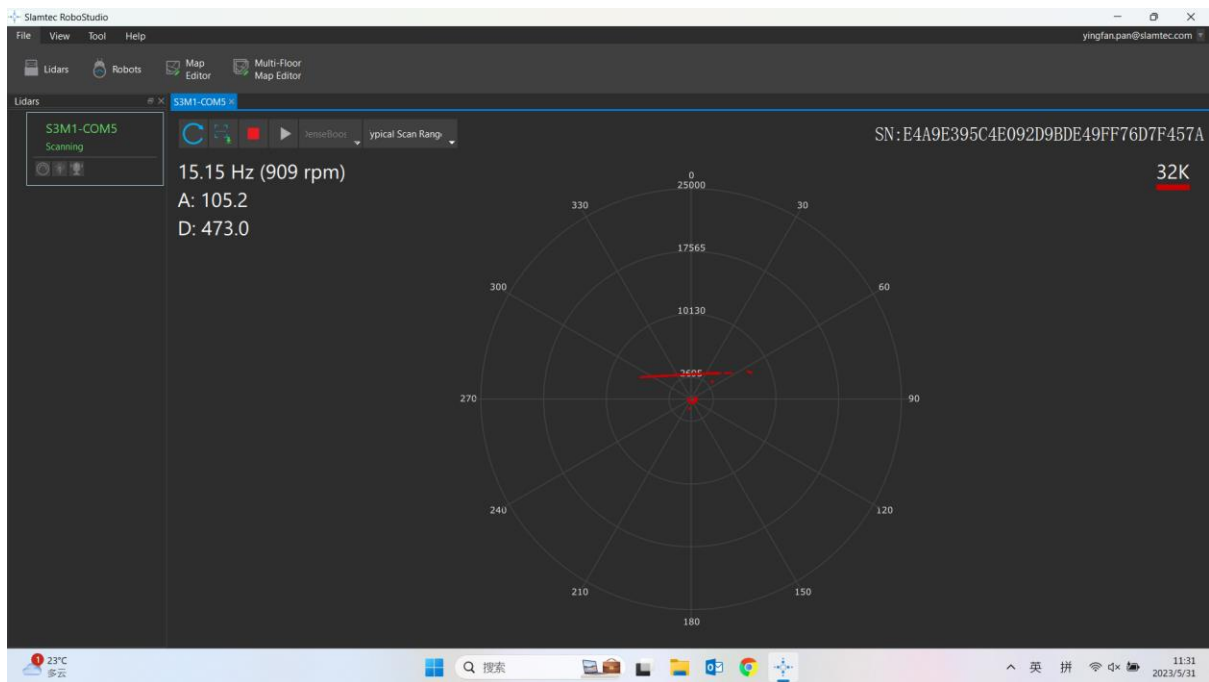 Slamtec RoboStudio
File View Tool Help
yingfan.pan@slamtec.com
Lidars Robots Map Editor Multi-Floor Map Editor
Lidars
S3M1-COM5
S3M1-COM5
Scanning
ypical Scan Rang
SN:E4A9E395C4E092D9BDE49FF76D7F457A
15.15 Hz (909 rpm)
32K
A: 105.2
D: 473.0
0
25000
330
30
17565
300
60
10130
270
90
240
120
210
150
180
1
23°C
多云
搜索
英 拼
11:31
2023/5/31